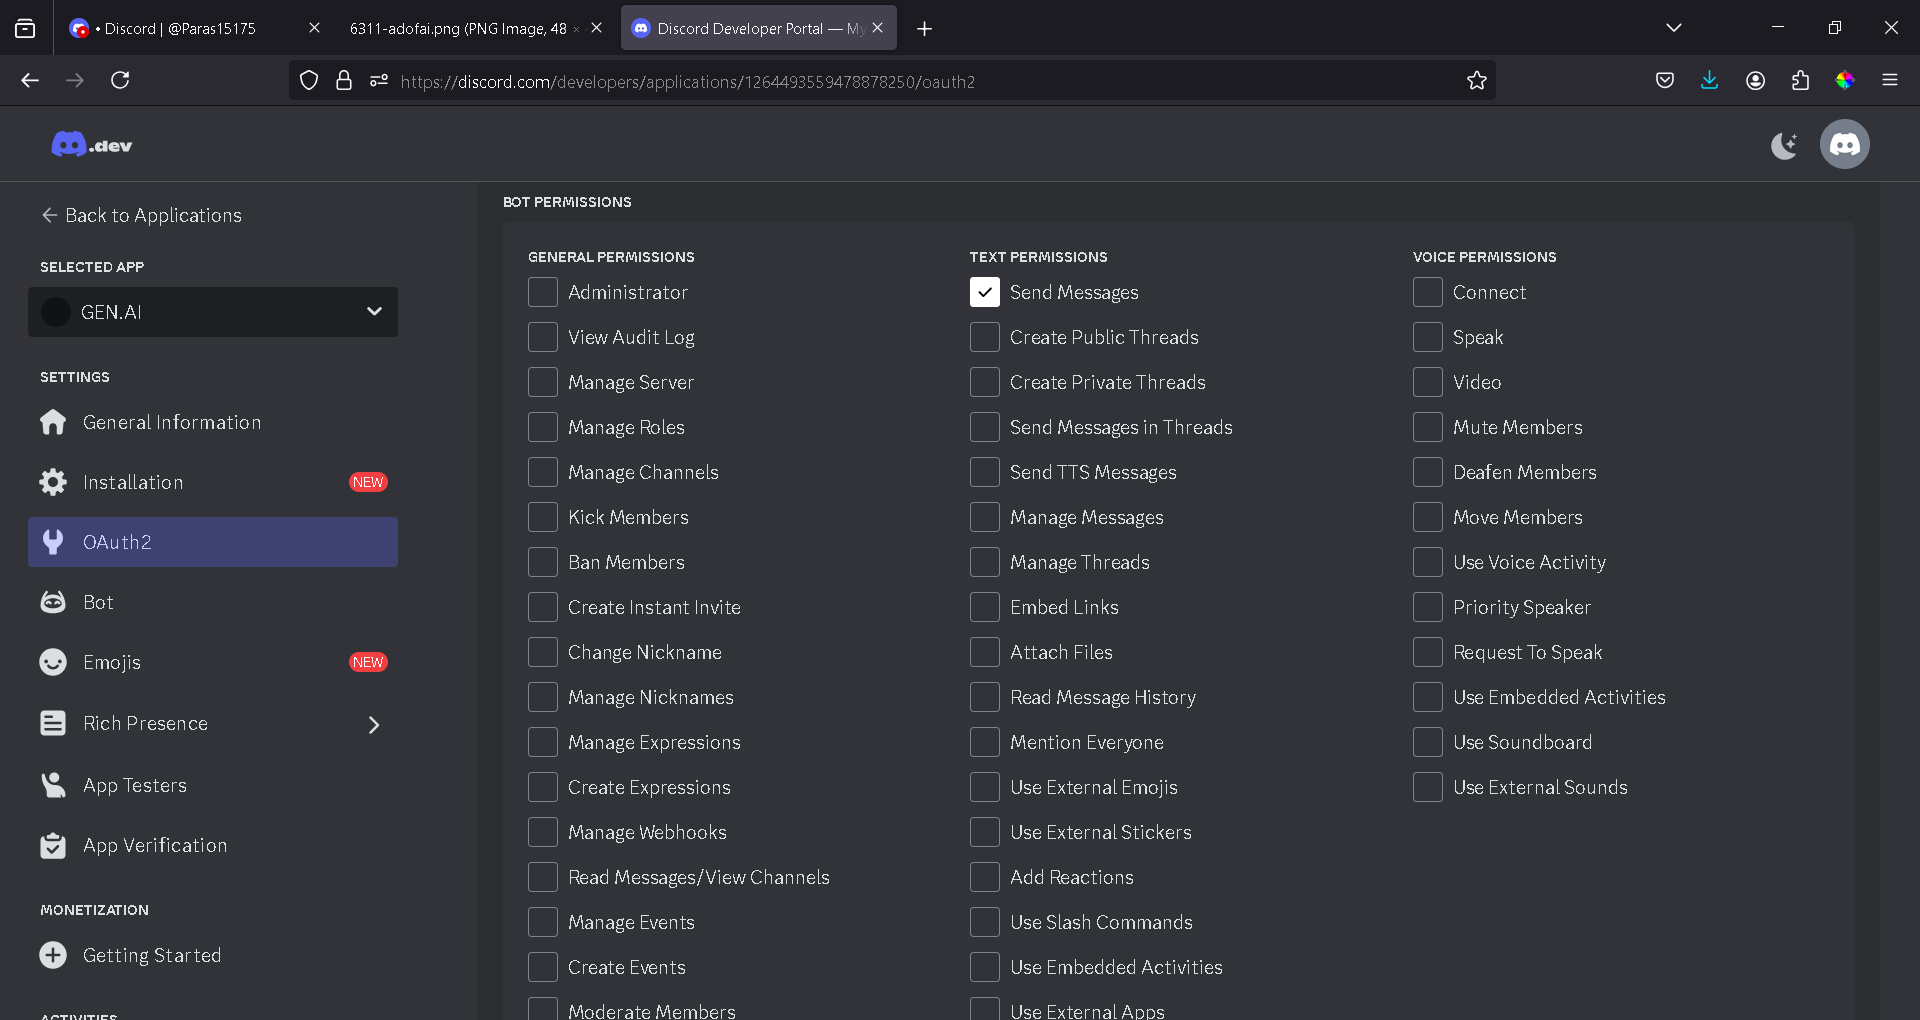 • Discord | @Paras15175
6311-adofai.png (PNG Image, 48 ×
Discord Developer Portal — My
https://discord.com/developers/applications/1264493559478878250/oauth2
.dev
Back to Applications
SELECTED APP
GEN.AI
SETTINGS
General Information
Installation NEW
OAuth2
Bot
Emojis NEW
Rich Presence
App Testers
App Verification
MONETIZATION
Getting Started
ACTIVITIES
BOT PERMISSIONS
GENERAL PERMISSIONS
Administrator
View Audit Log
Manage Server
Manage Roles
Manage Channels
Kick Members
Ban Members
Create Instant Invite
Change Nickname
Manage Nicknames
Manage Expressions
Create Expressions
Manage Webhooks
Read Messages/View Channels
Manage Events
Create Events
Moderate Members
TEXT PERMISSIONS
Send Messages
Create Public Threads
Create Private Threads
Send Messages in Threads
Send TTS Messages
Manage Messages
Manage Threads
Embed Links
Attach Files
Read Message History
Mention Everyone
Use External Emojis
Use External Stickers
Add Reactions
Use Slash Commands
Use Embedded Activities
Use External Apps
VOICE PERMISSIONS
Connect
Speak
Video
Mute Members
Deafen Members
Move Members
Use Voice Activity
Priority Speaker
Request To Speak
Use Embedded Activities
Use Soundboard
Use External Sounds